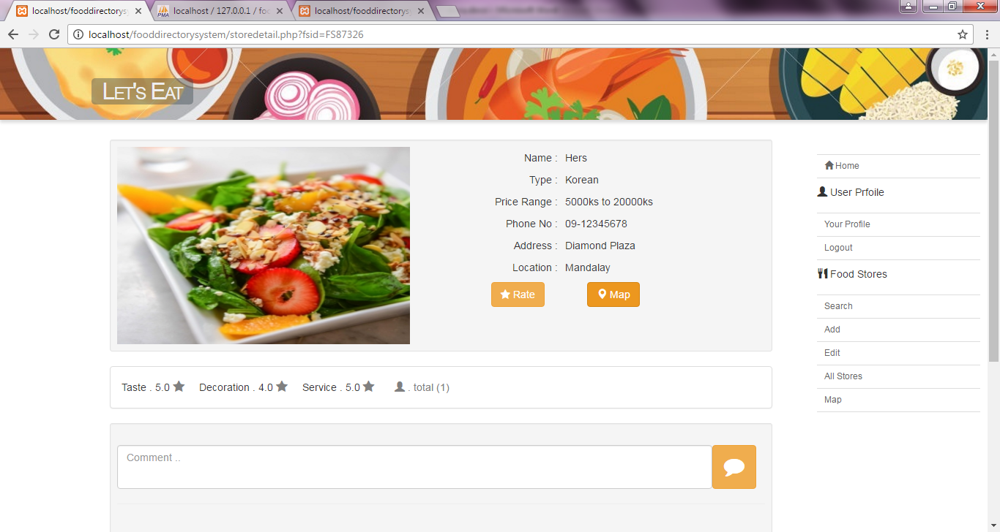 localhost/fooddirectorysy
localhost / 127.0.0.1 / foo
localhost/fooddirectorysy
localhost/fooddirectorysystem/storedetail.php?fsid=FS87326
LET'S EAT
Name : Hers
Type : Korean
Price Range : 5000ks to 20000ks
Phone No : 09-12345678
Address : Diamond Plaza
Location : Mandalay
Rate
Map
Taste . 5.0
Decoration . 4.0
Service . 5.0
. total (1)
Comment ..
Home
User Prfoile
Your Profile
Logout
Food Stores
Search
Add
Edit
All Stores
Map